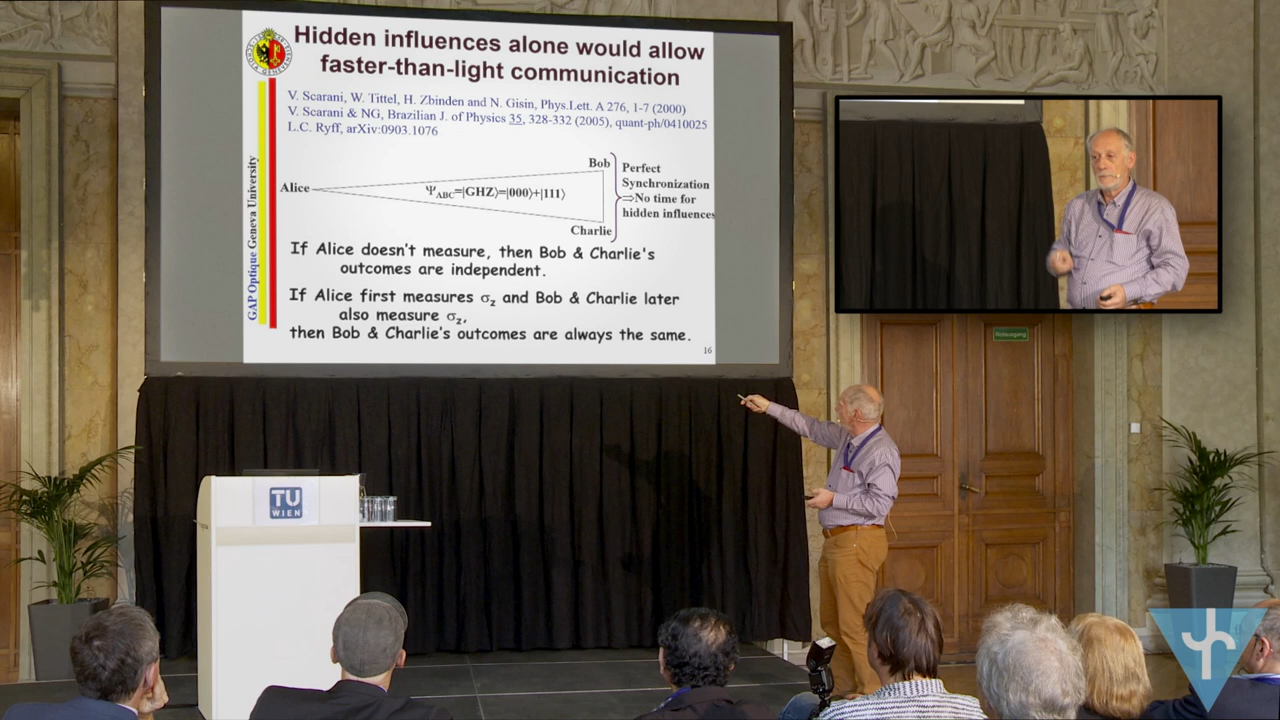 Hidden influences alone would allow
faster-than-light communication
V. Scarani, W. Tittel, H. Zbinden and N. Gisin, Phys.Lett. A 276, 1-7 (2000)
V. Scarani & NG, Brazilian J. of Physics 35, 328-332 (2005), quant-ph/0410025
L.C. Ryff, arXiv:0903.1076
GAP Optique Geneva University
Alice
Ψ_ABC=|GHZ⟩=|000⟩+|111⟩
Bob
Charlie
Perfect
Synchronization
⇒No time for
hidden influences
If Alice doesn't measure, then Bob & Charlie's
outcomes are independent.
If Alice first measures σ_z and Bob & Charlie later
also measure σ_z,
then Bob & Charlie's outcomes are always the same.
16
Notausgang
TU
WIEN